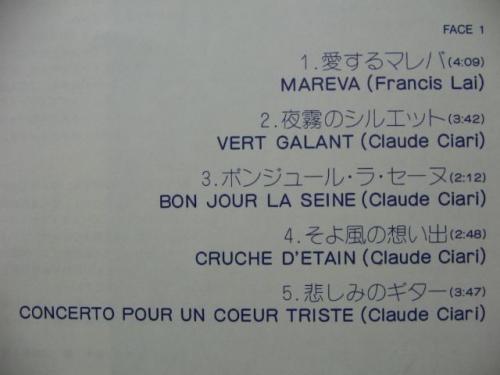 FACE 1
1.愛するマレバ(4:09)
MAREVA (Francis Lai)
2.夜霧のシルエット(3:42)
VERT GALANT (Claude Ciari)
3.ボンジュール・ラ・セーヌ(2:12)
BON JOUR LA SEINE (Claude Ciari)
4.そよ風の想い出(2:48)
CRUCHE D'ETAIN (Claude Ciari)
5.悲しみのギター(3:47)
CONCERTO POUR UN COEUR TRISTE (Claude Ciari)